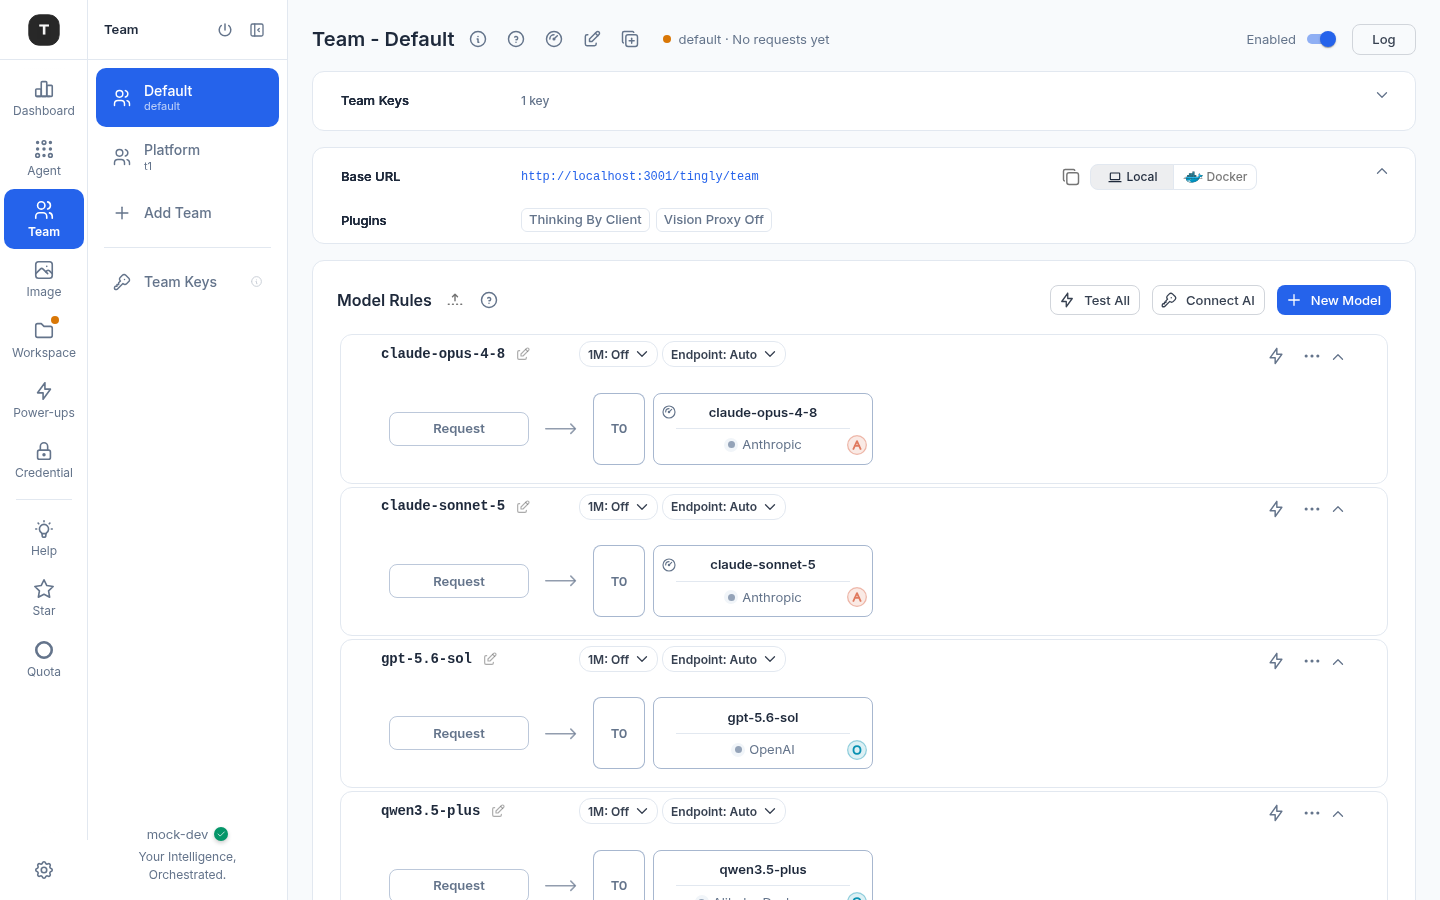 T
Team
Dashboard
Agent
Team
Image
Workspace
Power-ups
Credential
Help
Star
Quota
Default
default
Platform
t1
Add Team
Team Keys
mock-dev
Your Intelligence,
Orchestrated.
Team - Default
default · No requests yet
Enabled
Log
Team Keys
1 key
Base URL
http://localhost:3001/tingly/team
Local
Docker
Plugins
Thinking By Client
Vision Proxy Off
Model Rules
Test All
Connect AI
New Model
claude-opus-4-8
1M: Off
Endpoint: Auto
Request
T0
claude-opus-4-8
Anthropic
A
claude-sonnet-5
1M: Off
Endpoint: Auto
Request
T0
claude-sonnet-5
Anthropic
A
gpt-5.6-sol
1M: Off
Endpoint: Auto
Request
T0
gpt-5.6-sol
OpenAI
O
qwen3.5-plus
1M: Off
Endpoint: Auto
Request
T0
qwen3.5-plus